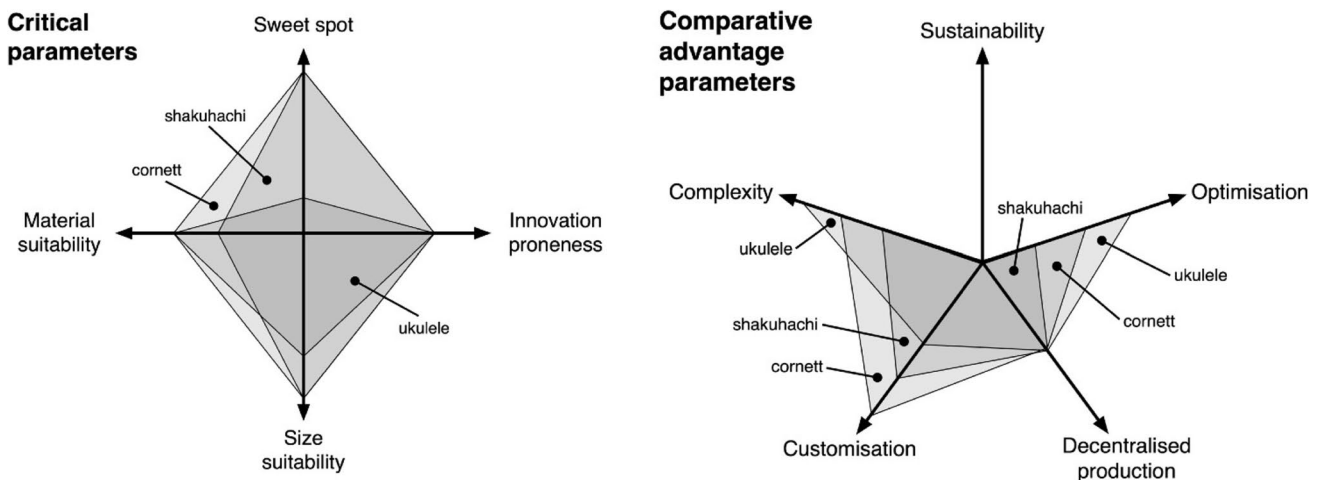 Critical
parameters
Sweet spot
shakuhachi
cornett
Material
suitability
Innovation
proneness
ukulele
Size
suitability
Comparative
advantage
parameters
Sustainability
Complexity
Optimisation
shakuhachi
ukulele
ukulele
cornett
shakuhachi
cornett
Customisation
Decentralised
production